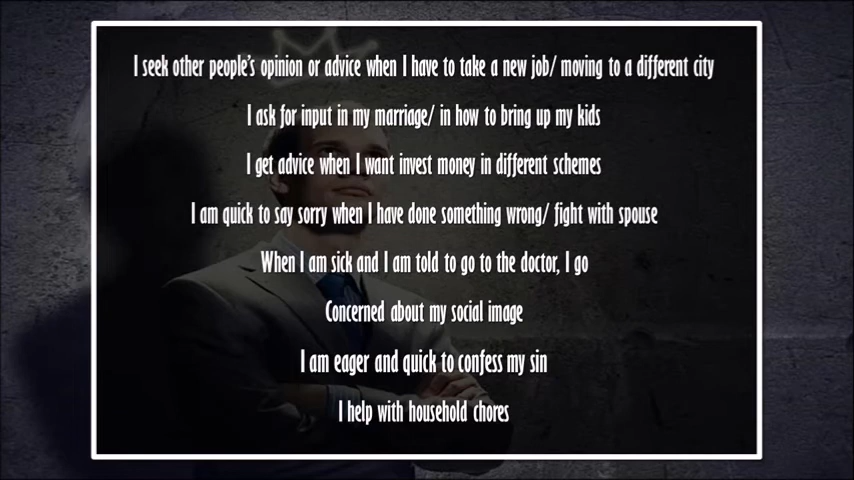 I seek other people's opinion or advice when I have to take a new job/ moving to a different city
I ask for input in my marriage/ in how to bring up my kids
I get advice when I want invest money in different schemes
I am quick to say sorry when I have done something wrong/ fight with spouse
When I am sick and I am told to go to the doctor, I go
Concerned about my social image
I am eager and quick to confess my sin
I help with household chores